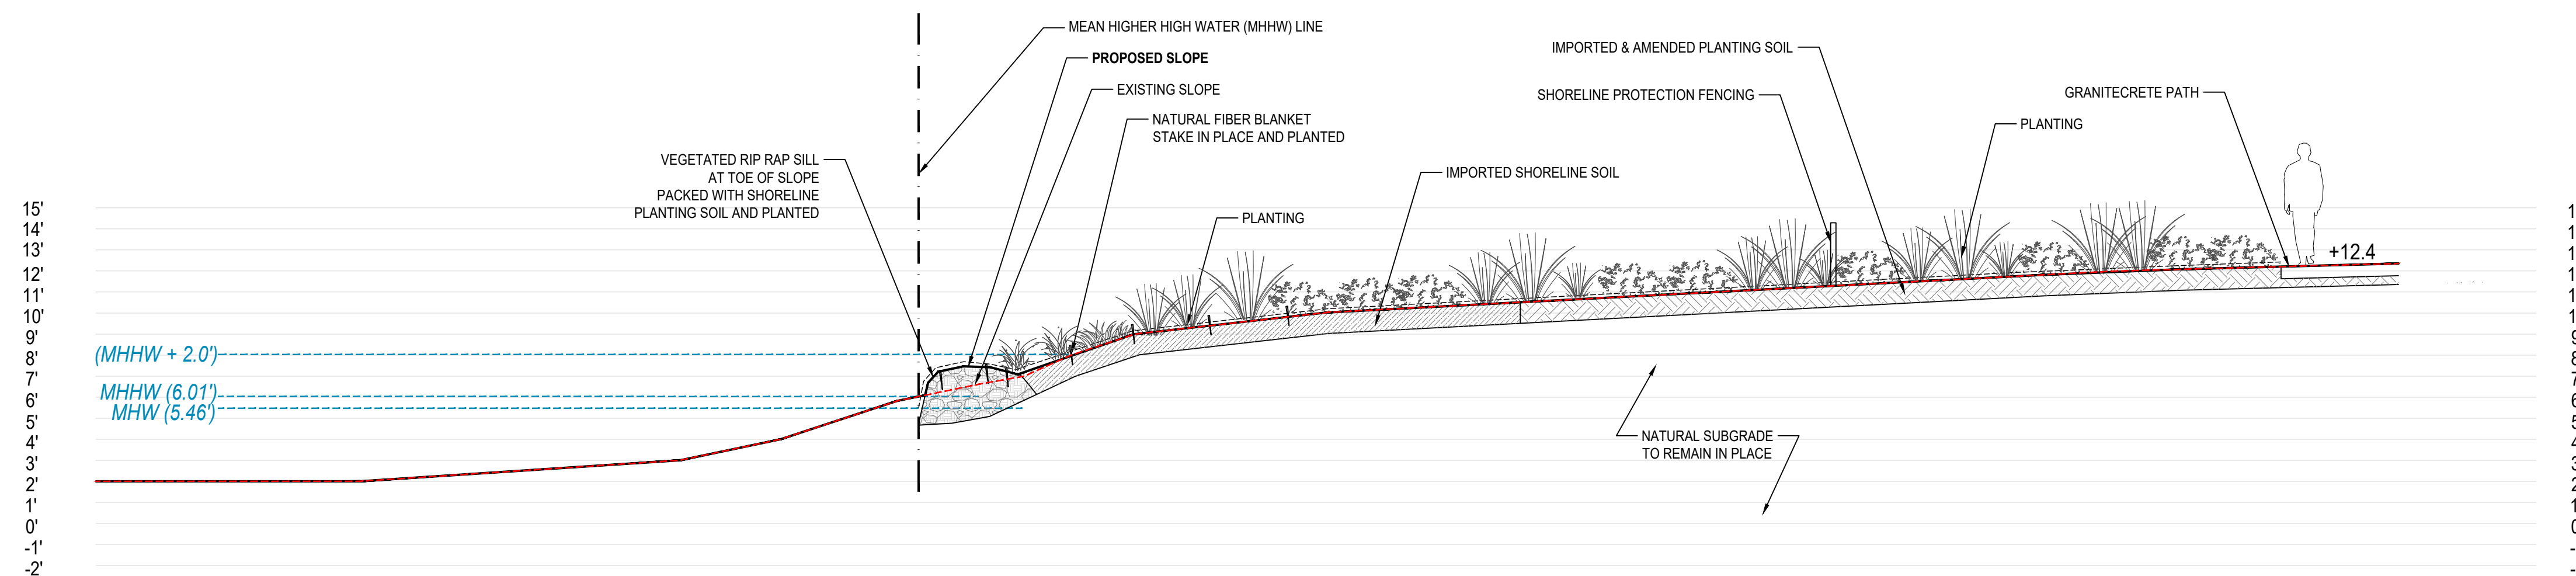 MEAN HIGHER HIGH WATER (MHHW) LINE
PROPOSED SLOPE
EXISTING SLOPE
NATURAL FIBER BLANKET
STAKE IN PLACE AND PLANTED
IMPORTED & AMENDED PLANTING SOIL
SHORELINE PROTECTION FENCING
GRANITECRETE PATH
PLANTING
VEGETATED RIP RAP SILL
AT TOE OF SLOPE
PACKED WITH SHORELINE
PLANTING SOIL AND PLANTED
IMPORTED SHORELINE SOIL
PLANTING
+12.4
15'
14'
13'
12'
11'
10'
9'
8'
7'
6'
5'
4'
3'
2'
1'
0'
-1'
-2'
(MHHW + 2.0')
MHHW (6.01')
MHW (5.46')
NATURAL SUBGRADE
TO REMAIN IN PLACE